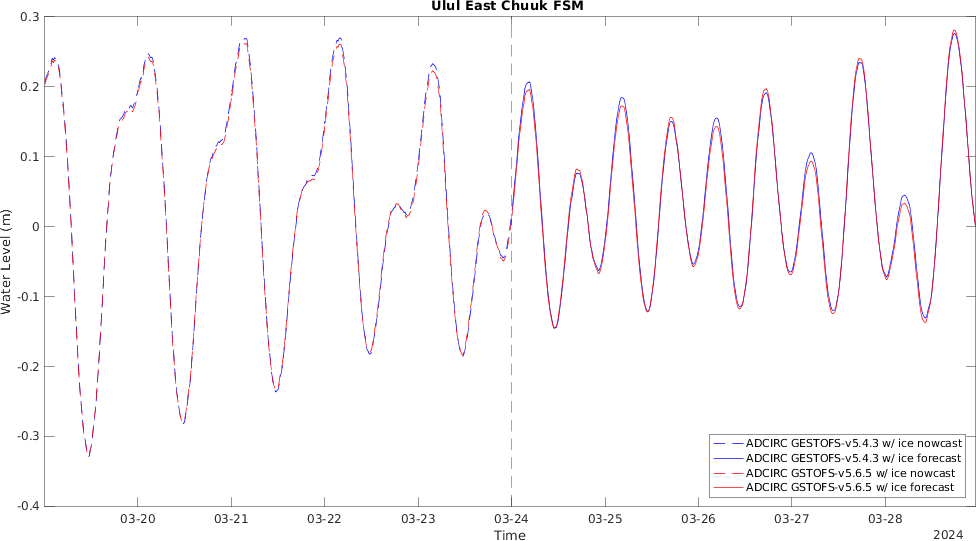 Ulul East Chuuk FSM
0.3
0.2
0.1
0
-0.1
-0.2
-0.3
-0.4
Water Level (m)
03-20 03-21 03-22 03-23 03-24 03-25 03-26 03-27 03-28
Time
2024
ADCIRC GESTOFS-v5.4.3 w/ ice nowcast
ADCIRC GESTOFS-v5.4.3 w/ ice forecast
ADCIRC GSTOFS-v5.6.5 w/ ice nowcast
ADCIRC GSTOFS-v5.6.5 w/ ice forecast